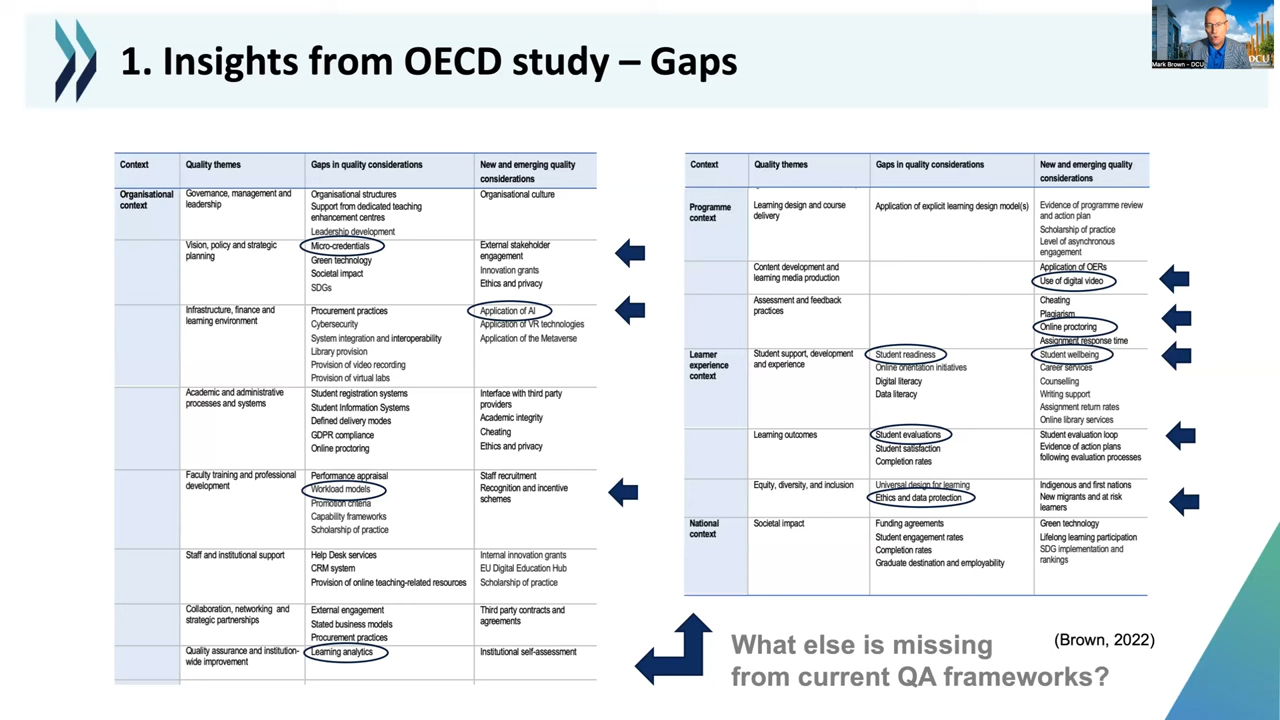 1. Insights from OECD study – Gaps
Mark Brown - DCU
DCU
Context
Quality themes
Gaps in quality considerations
New and emerging quality
considerations
Organisational
context
Governance, management and
leadership
Organisational structures
Support from dedicated teaching
enhancement centres
Leadership development
Organisational culture
Vision, policy and strategic
planning
Micro-credentials
Green technology
Societal impact
SDGs
External stakeholder
engagement
Innovation grants
Ethics and privacy
Infrastructure, finance and
learning environment
Procurement practices
Cybersecurity
System integration and interoperability
Library provision
Provision of video recording
Provision of virtual labs
Application of AI
Application of VR technologies
Application of the Metaverse
Academic and administrative
processes and systems
Student registration systems
Student Information Systems
Defined delivery modes
GDPR compliance
Online proctoring
Interface with third party
providers
Academic integrity
Cheating
Ethics and privacy
Faculty training and professional
development
Performance appraisal
Workload models
Promotion criteria
Capability frameworks
Scholarship of practice
Staff recruitment
Recognition and incentive
schemes
Staff and institutional support
Help Desk services
CRM system
Provision of online teaching-related resources
Internal innovation grants
EU Digital Education Hub
Scholarship of practice
Collaboration, networking and
strategic partnerships
External engagement
Stated business models
Procurement practices
Third party contracts and
agreements
Quality assurance and institution-
wide improvement
Learning analytics
Institutional self-assessment
Context
Quality themes
Gaps in quality considerations
New and emerging quality
considerations
Programme
context
Learning design and course
delivery
Application of explicit learning design model(s)
Evidence of programme review
and action plan
Scholarship of practice
Level of asynchronous
engagement
Content development and
learning media production
Application of OERs
Use of digital video
Assessment and feedback
practices
Cheating
Plagiarism
Online proctoring
Assignment response time
Learner
experience
context
Student support, development
and experience
Student readiness
Online orientation initiatives
Digital literacy
Data literacy
Student wellbeing
Career services
Counselling
Writing support
Assignment return rates
Online library services
Learning outcomes
Student evaluations
Student satisfaction
Completion rates
Student evaluation loop
Evidence of action plans
following evaluation processes
Equity, diversity, and inclusion
Universal design for learning
Ethics and data protection
Indigenous and first nations
New migrants and at risk
learners
National
context
Societal impact
Funding agreements
Student engagement rates
Completion rates
Graduate destination and employability
Green technology
Lifelong learning participation
SDG implementation and
rankings
What else is missing
from current QA frameworks?
(Brown, 2022)